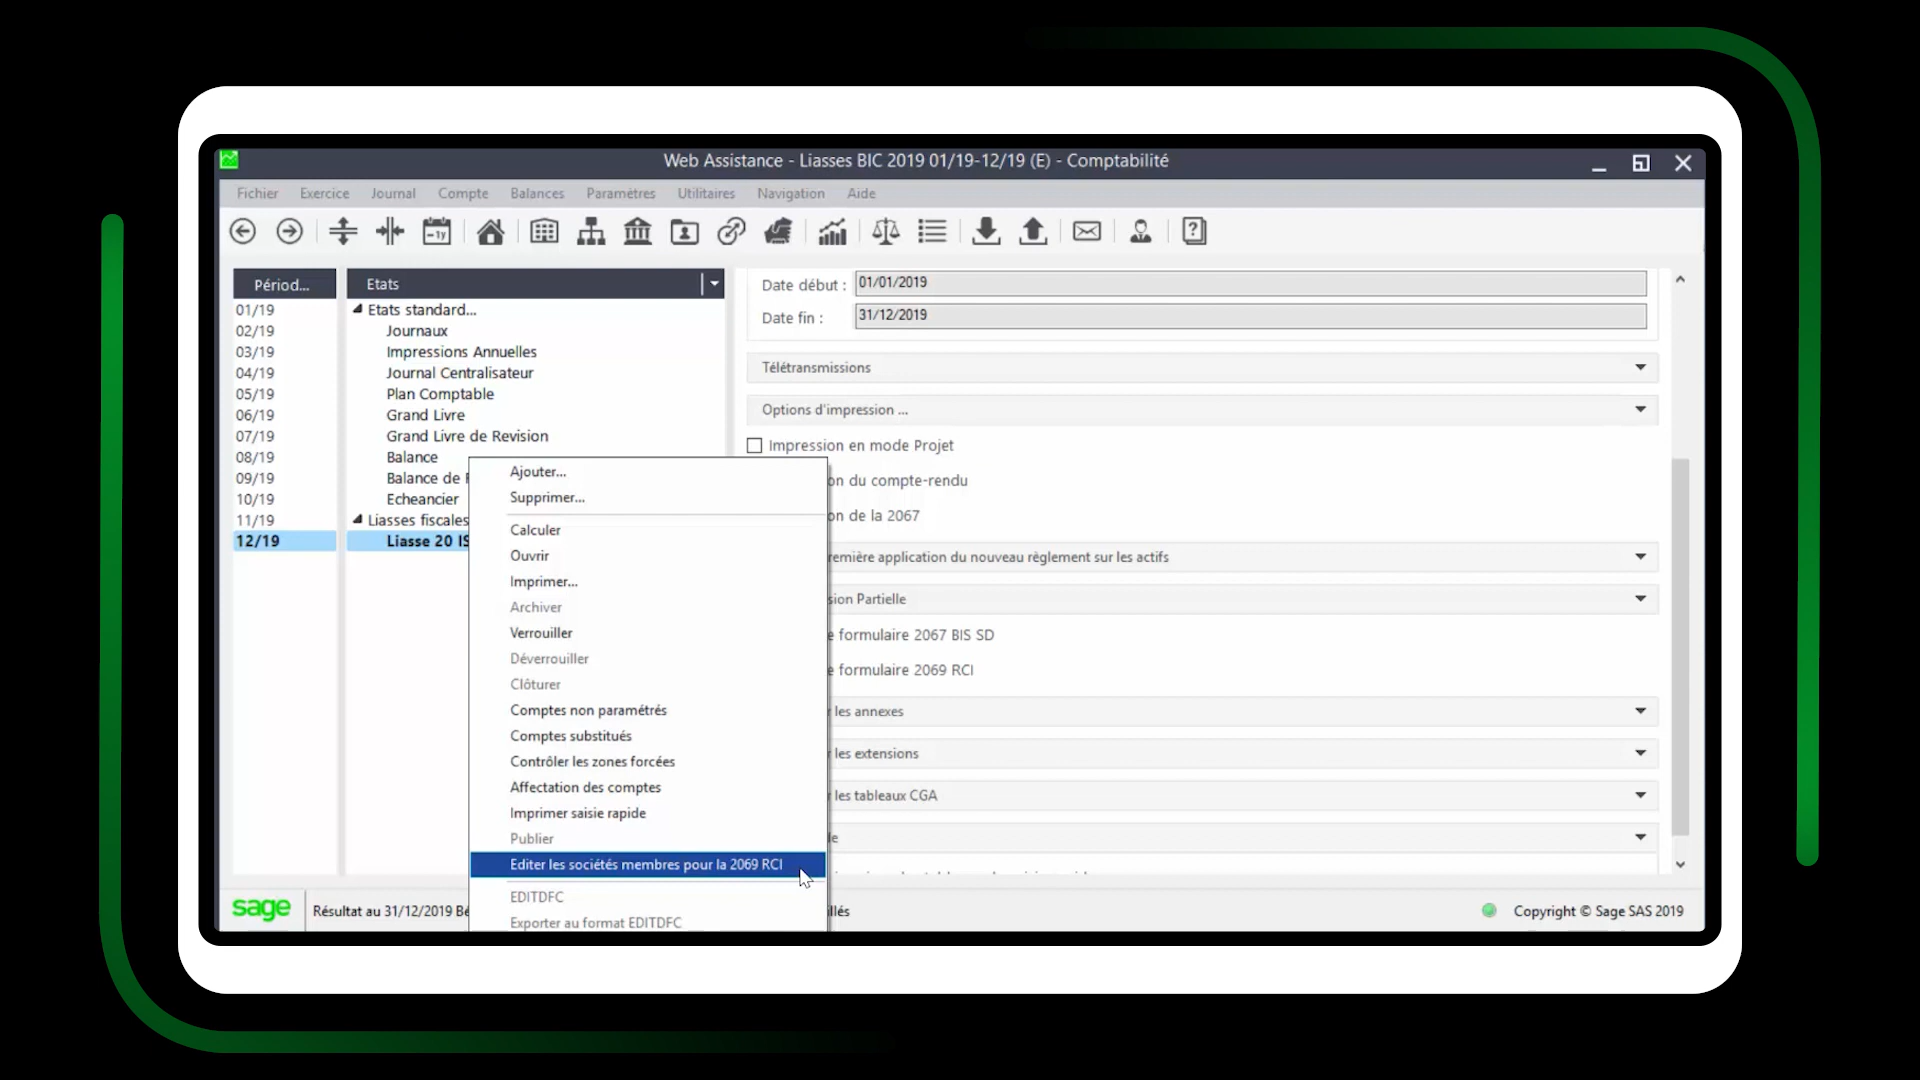 Web Assistance - Liasses BIC 2019 01/19-12/19 (E) - Comptabilité
Fichier Exercice Journal Compte Balances Paramètres Utilitaires Navigation Aide
-1y
Périod...
01/19
02/19
03/19
04/19
05/19
06/19
07/19
08/19
09/19
10/19
11/19
12/19
Etats
Etats standard...
Journaux
Impressions Annuelles
Journal Centralisateur
Plan Comptable
Grand Livre
Grand Livre de Revision
Balance
Balance de
Echeancier
Liasses fiscales
Liasse 20 IS
Ajouter...
Supprimer...
Calculer
Ouvrir
Imprimer...
Archiver
Verrouiller
Déverrouiller
Clôturer
Comptes non paramétrés
Comptes substitués
Contrôler les zones forcées
Affectation des comptes
Imprimer saisie rapide
Publier
Editer les sociétés membres pour la 2069 RCI
EDITDFC
Exporter au format EDITDFC
Date début : 01/01/2019
Date fin : 31/12/2019
Télétransmissions
Options d'impression ...
Impression en mode Projet
on du compte-rendu
on de la 2067
remière application du nouveau règlement sur les actifs
sion Partielle
e formulaire 2067 BIS SD
e formulaire 2069 RCI
r les annexes
r les extensions
r les tableaux CGA
le
sage
Résultat au 31/12/2019 Bé
illés
Copyright © Sage SAS 2019